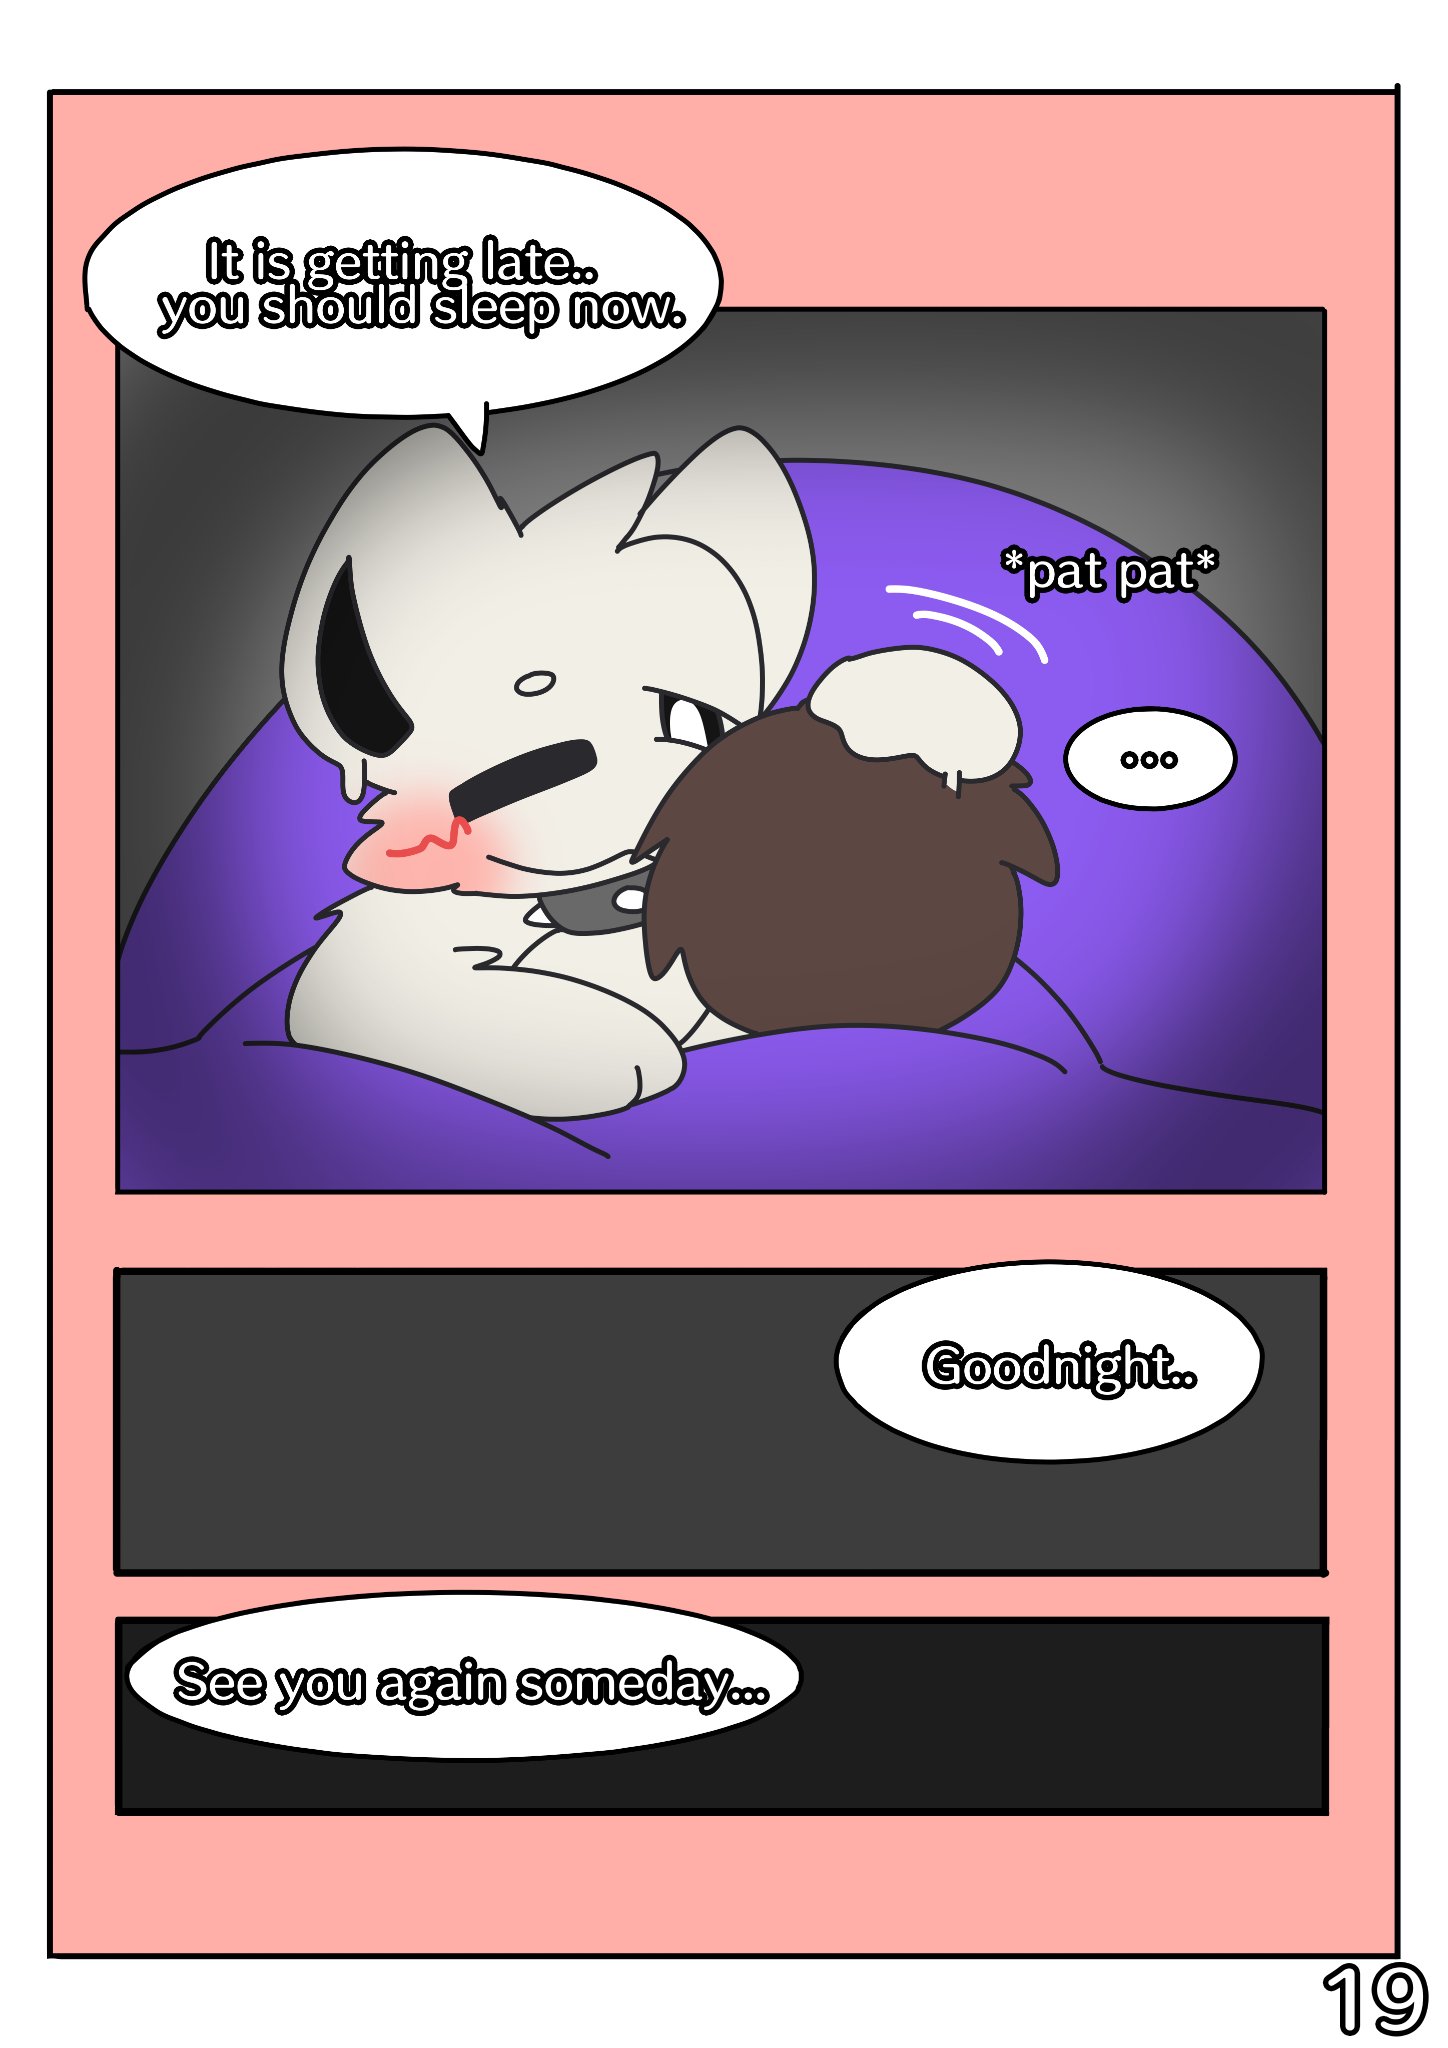 It is getting late..
you should sleep now.
*pat pat*
...
Goodnight..
See you again someday...
19